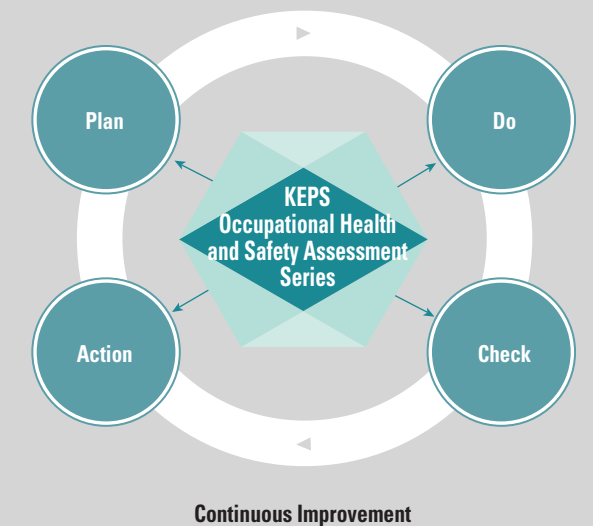 Plan
Do
KEPS
Occupational Health
and Safety Assessment
Series
Action
Check
Continuous Improvement